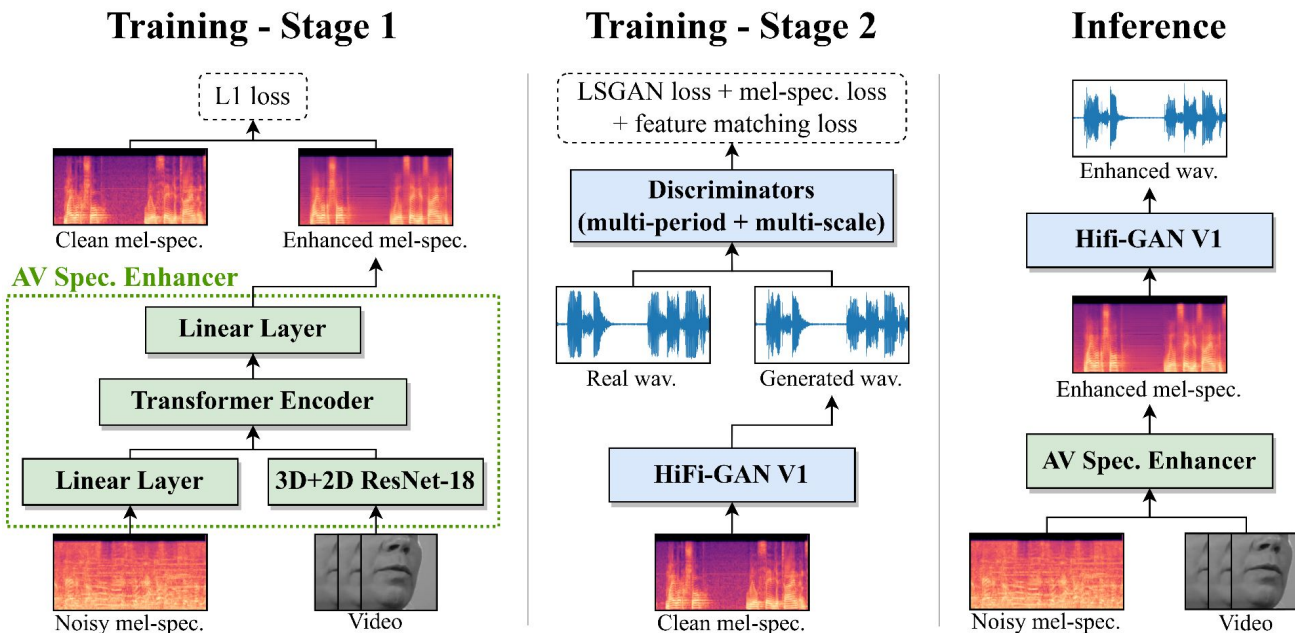 Training - Stage 1
L1 loss
Clean mel-spec.
Enhanced mel-spec.
AV Spec. Enhancer
Linear Layer
Transformer Encoder
Linear Layer
3D+2D ResNet-18
Noisy mel-spec.
Video
Training - Stage 2
LSGAN loss + mel-spec. loss
+ feature matching loss
Discriminators
(multi-period + multi-scale)
Real wav.
Generated wav.
HiFi-GAN V1
Clean mel-spec.
Inference
Enhanced wav.
Hifi-GAN V1
Enhanced mel-spec.
AV Spec. Enhancer
Noisy mel-spec.
Video